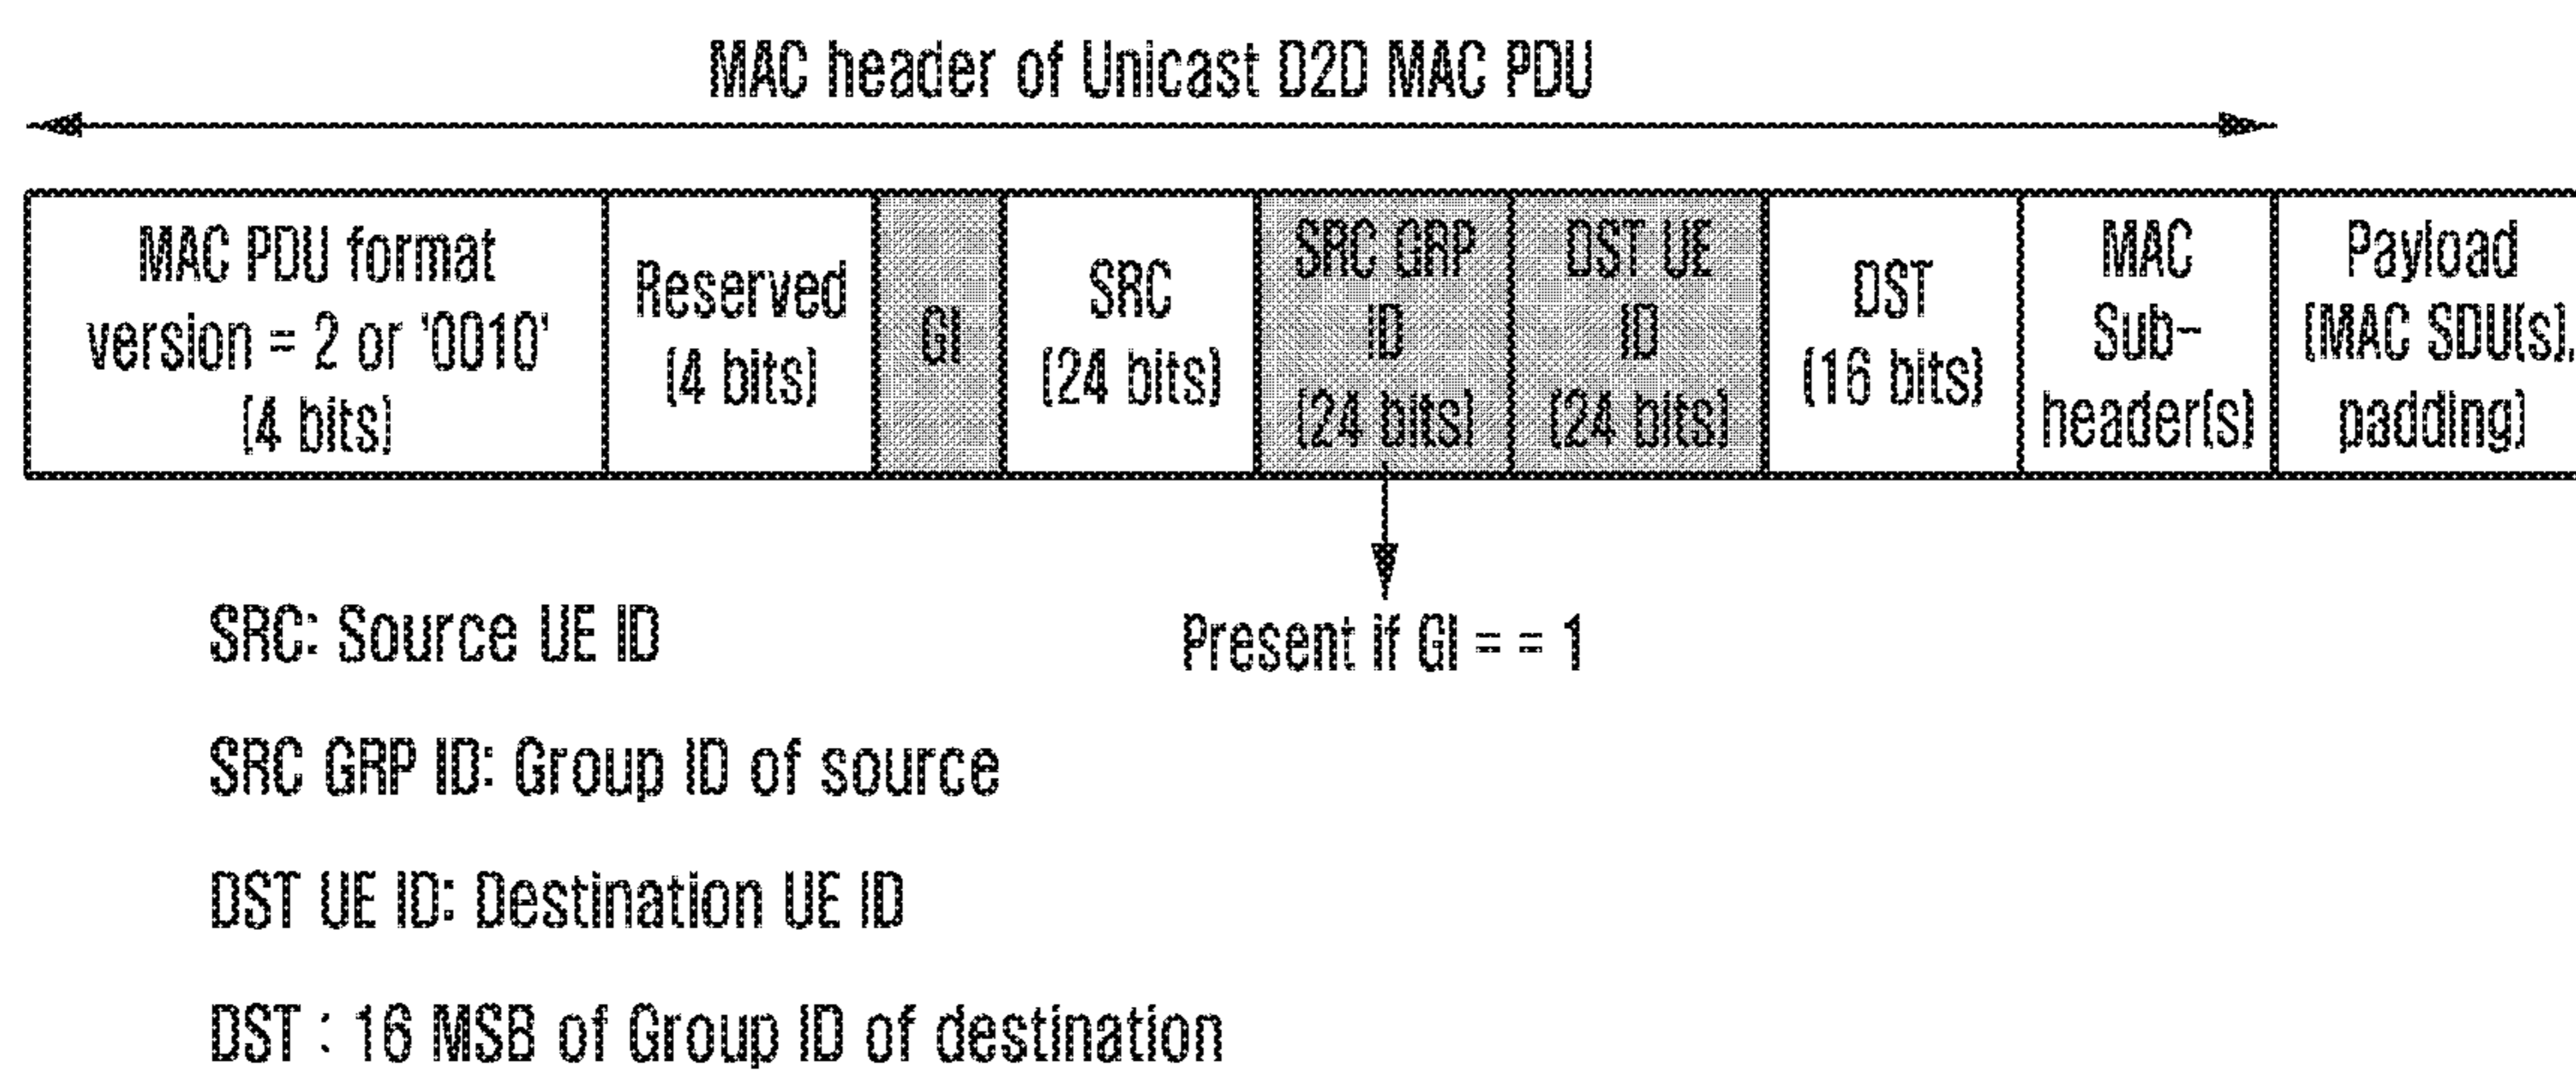 MAC header of Unicast D2D MAC PDU
MAC PDU format
version = 2 or '0010'
(4 bits)
Reserved
(4 bits)
GI
SRC
(24 bits)
SRC GRP
ID
(24 bits)
DST UE
ID
(24 bits)
DST
(16 bits)
MAC
Sub-
header(s)
Payload
(MAC SDU(s),
padding)
Present if GI = = 1
SRC: Source UE ID
SRC GRP ID: Group ID of source
DST UE ID: Destination UE ID
DST : 16 MSB of Group ID of destination